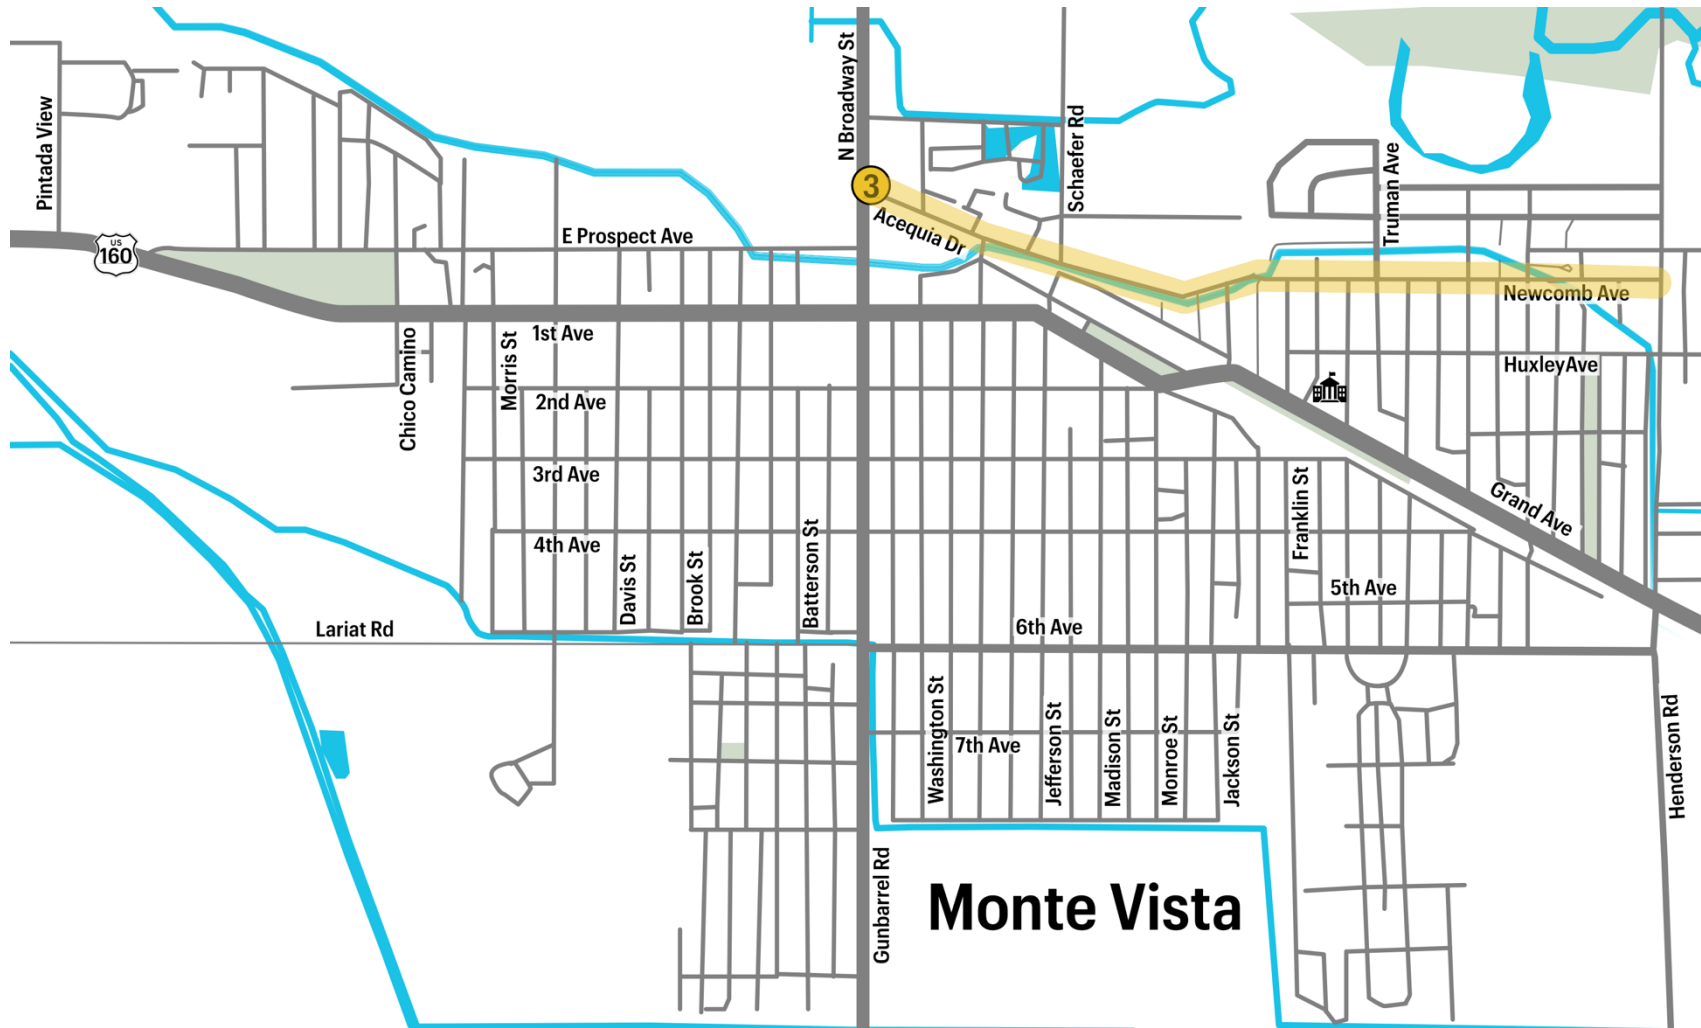 N Broadway St
Pintada View
Schaefer Rd
Truman Ave
3
Acequia Dr
E Prospect Ave
US
160
Newcomb Ave
1st Ave
Morris St
Chico Camino
HuxleyAve
2nd Ave
3rd Ave
Franklin St
Grand Ave
4th Ave
Batterson St
Davis St
Brook St
5th Ave
Lariat Rd
6th Ave
Washington St
Jefferson St
Madison St
Monroe St
Jackson St
7th Ave
Henderson Rd
Gunbarrel Rd
Monte Vista